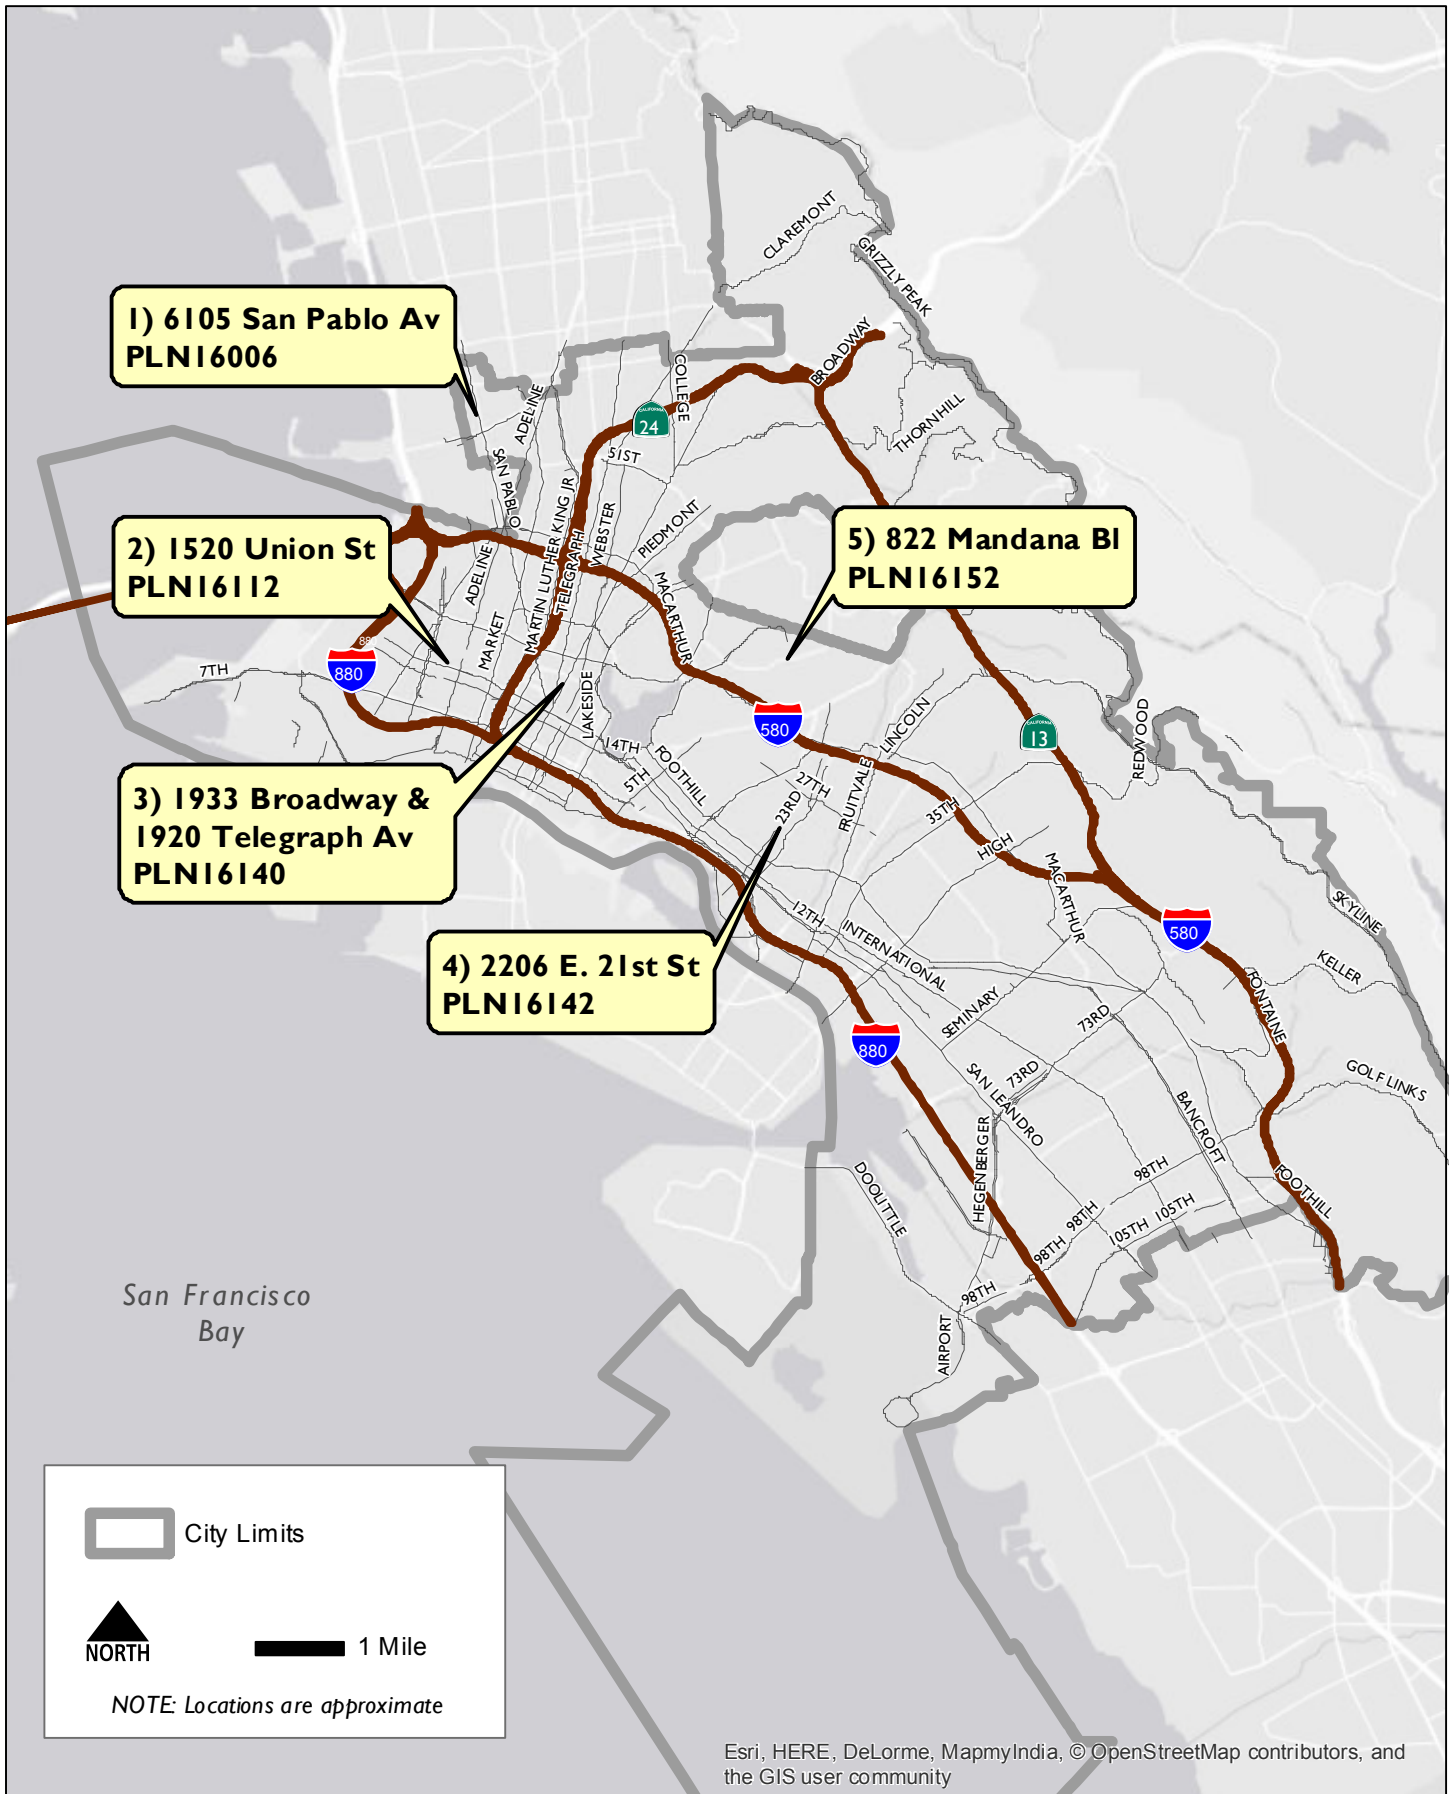 CLAREMONT
GRIZZLY PEAK
1) 6105 San Pablo Av
PLN16006
BROADWAY
COLLEGE
ADELINE
CALIFORNIA
24
THORNHILL
51ST
SAN PABLO
MARTIN LUTHER KING JR
TELEGRAPH
WEBSTER
PIEDMONT
2) 1520 Union St
PLN16112
5) 822 Mandana Bl
PLN16152
ADELINE
MACARTHUR
MARKET
880
880
7TH
LAKESIDE
580
LINCOLN
CALIFORNIA
13
REDWOOD
14TH
FOOTHILL
5TH
27TH
23RD
FRUITVALE
35TH
HIGH
3) 1933 Broadway &
1920 Telegraph Av
PLN16140
MACARTHUR
580
SKYLINE
12TH
INTERNATIONAL
4) 2206 E. 21st St
PLN16142
KELLER
SEMINARY
73RD
FONTAINE
880
73RD
SAN LEANDRO
GOLF LINKS
BANCROFT
HEGENBERGER
DOOLITTLE
98TH
FOOTHILL
98TH
105TH
105TH
98TH
98TH
AIRPORT
San Francisco
Bay
City Limits
NORTH
1 Mile
NOTE: Locations are approximate
Esri, HERE, DeLorme, MapmyIndia, © OpenStreetMap contributors, and
the GIS user community